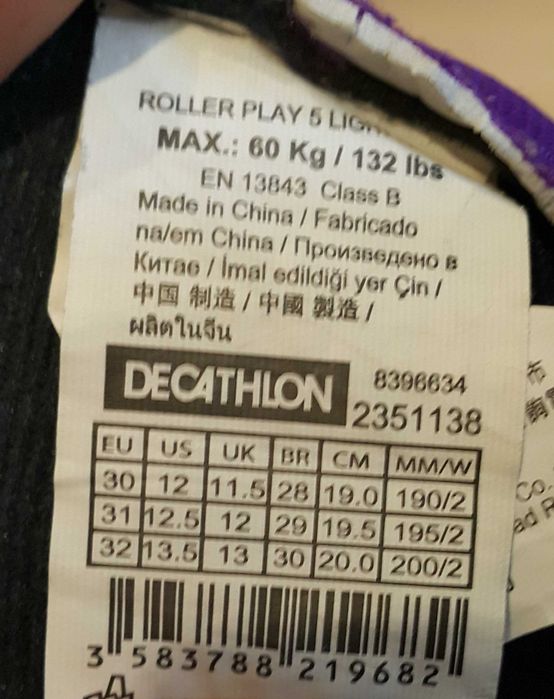 ROLLER PLAY 5
MAX.: 60 Kg / 132 lbs
EN 13843 Class B
Made in China / Fabricado
na/em China / Произведено в
Китае / İmal edildiği yer Çin /
中国 制造 / 中國 製造 /
ผลิตในจีน
DECATHLON
8396634
2351138
EU US UK BR CM MM/W
30 12 11.5 28 19.0 190/2
31 12.5 12 29 19.5 195/2
32 13.5 13 30 20.0 200/2
3 583788 219682
布
Co.